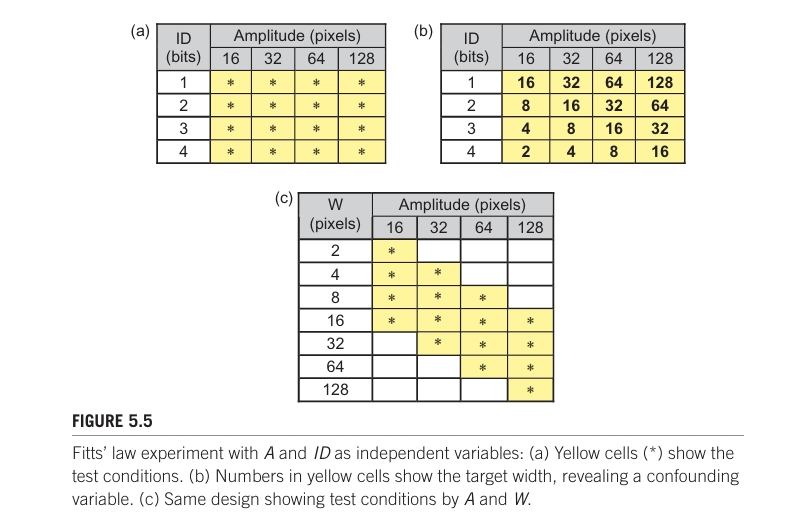 (a) ID (bits) Amplitude (pixels)
16 32 64 128
1 * * * *
2 * * * *
3 * * * *
4 * * * *
(b) ID (bits) Amplitude (pixels)
16 32 64 128
1 16 32 64 128
2 8 16 32 64
3 4 8 16 32
4 2 4 8 16
(c) W (pixels) Amplitude (pixels)
16 32 64 128
2 *
4 * *
8 * * *
16 * * * *
32 * * *
64 * *
128 *
FIGURE 5.5
Fitts’ law experiment with A and ID as independent variables: (a) Yellow cells (*) show the
test conditions. (b) Numbers in yellow cells show the target width, revealing a confounding
variable. (c) Same design showing test conditions by A and W.